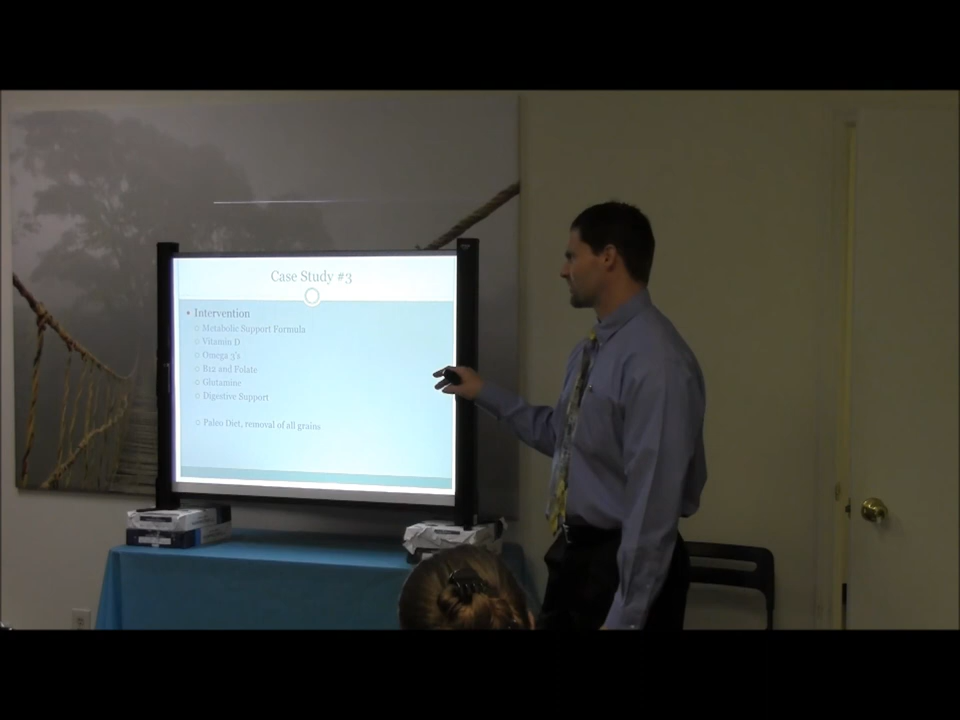 Case Study #3
Intervention
Metabolic Support Formula
Vitamin D
Omega 3's
B12 and Folate
Glutamine
Digestive Support
Paleo Diet, removal of all grains